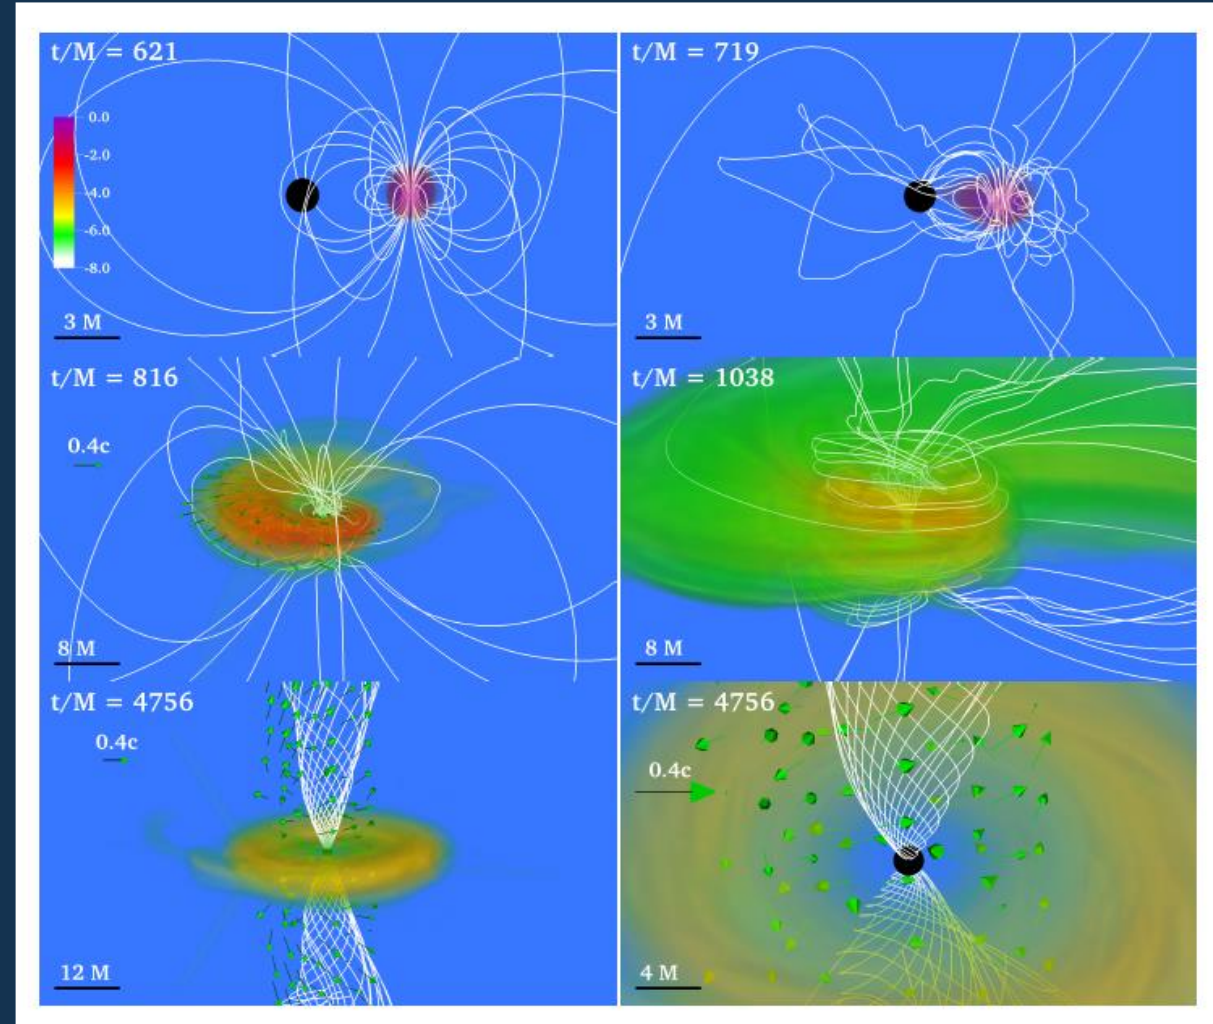 t/M = 621
0.0
-2.0
-4.0
-6.0
-8.0
3 M
t/M = 719
3 M
t/M = 816
0.4c
8 M
t/M = 1038
8 M
t/M = 4756
0.4c
12 M
t/M = 4756
0.4c
4 M